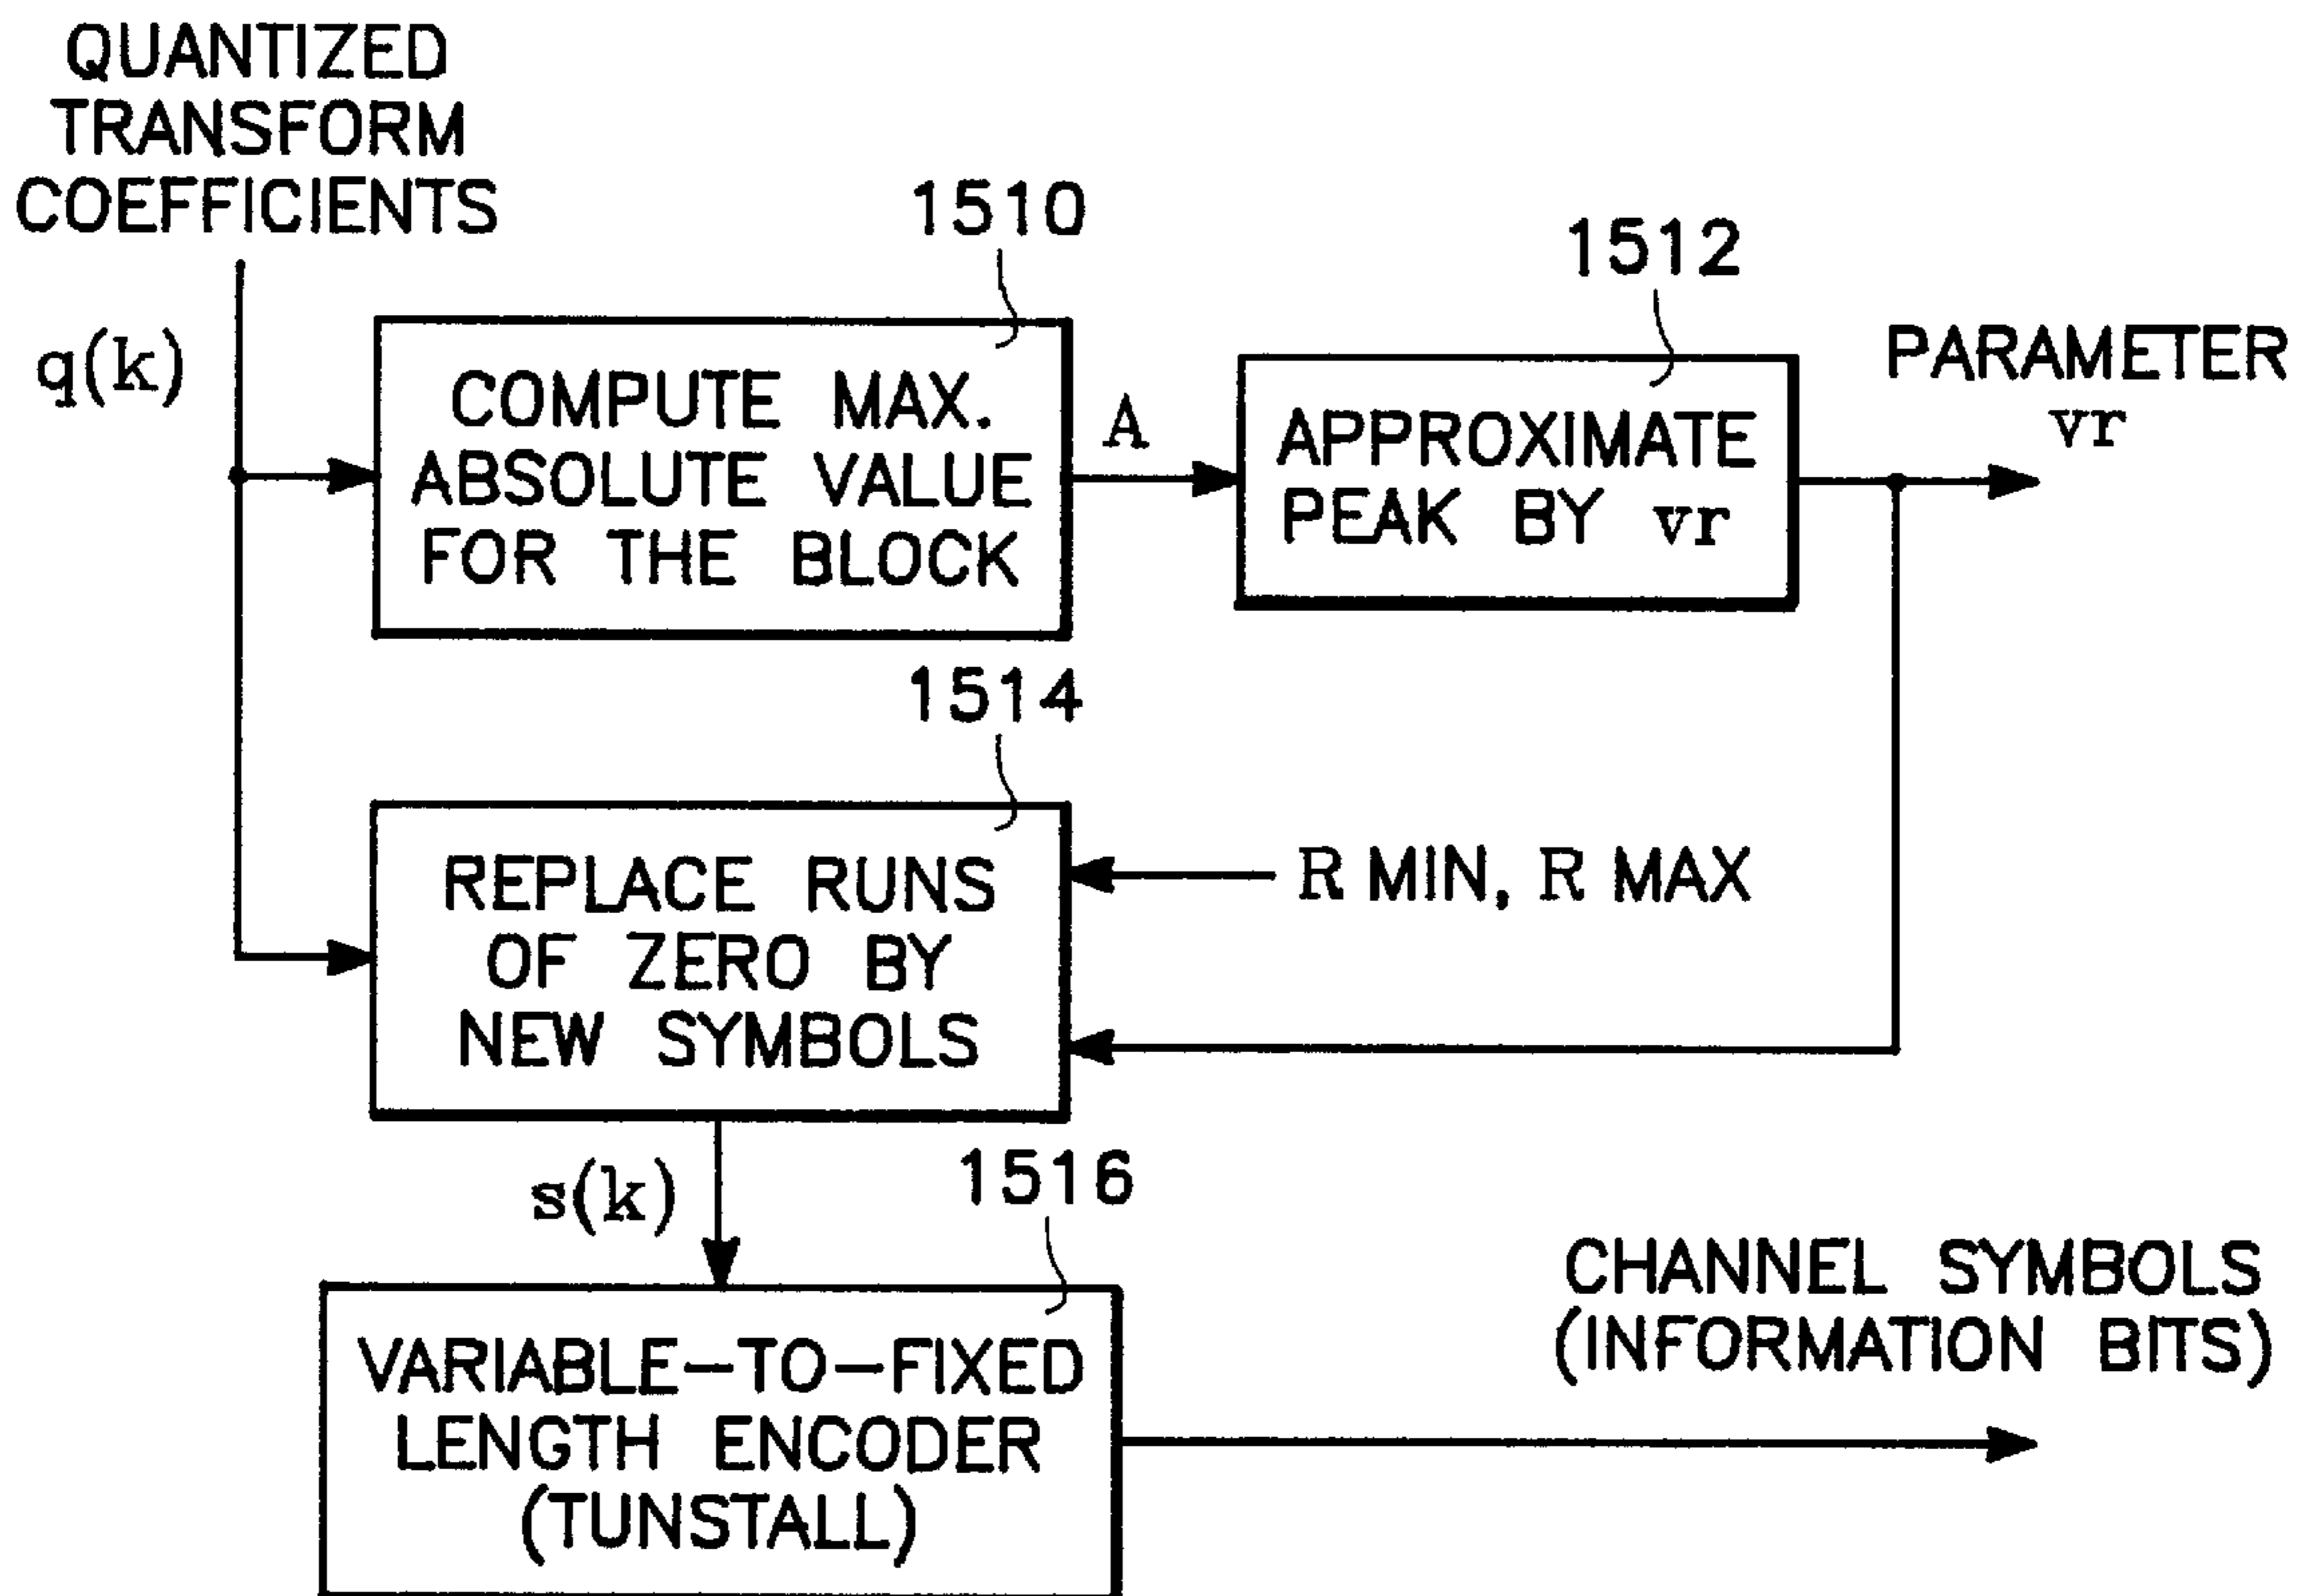 QUANTIZED
TRANSFORM
COEFFICIENTS
q(k)
1510
COMPUTE MAX.
ABSOLUTE VALUE
FOR THE BLOCK
A
1512
APPROXIMATE
PEAK BY vr
PARAMETER
vr
1514
REPLACE RUNS
OF ZERO BY
NEW SYMBOLS
R MIN, R MAX
s(k)
1516
VARIABLE-TO-FIXED
LENGTH ENCODER
(TUNSTALL)
CHANNEL SYMBOLS
(INFORMATION BITS)